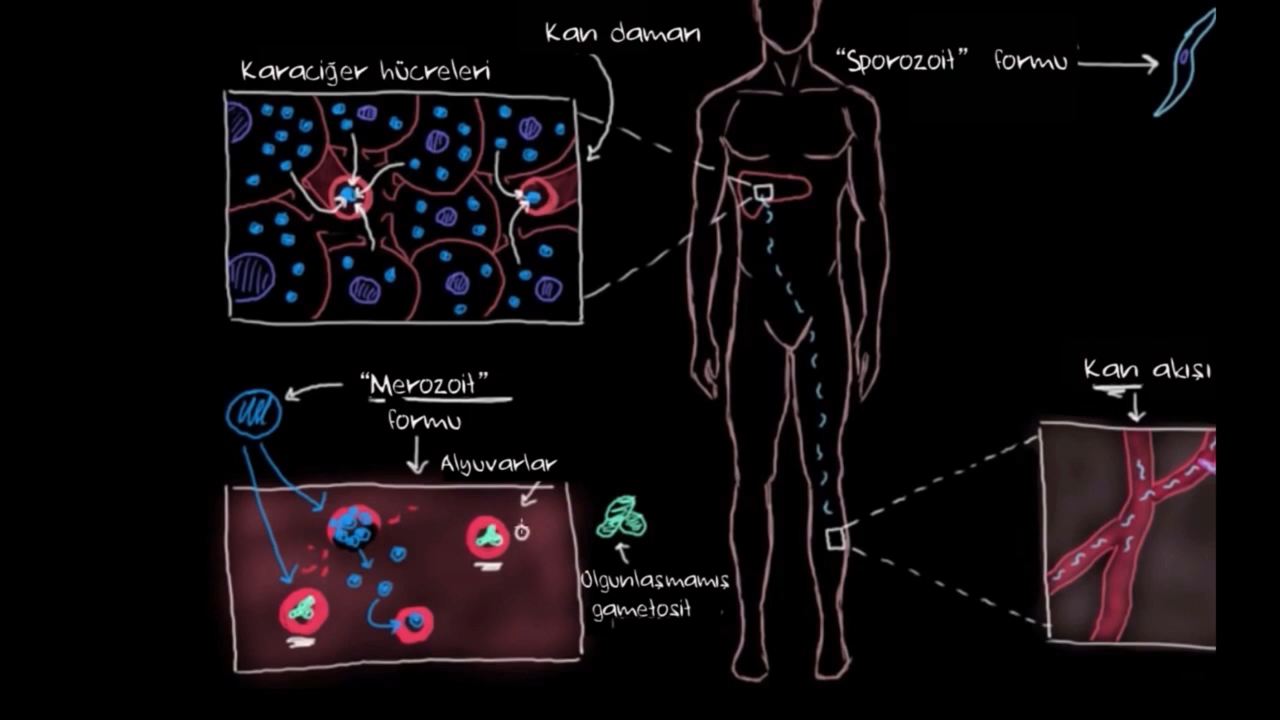 Kan damarı
Karaciğer hücreleri
"Sporozoit" formu
"Merozoit"
formu
Alyuvarlar
Olgunlaşmamış
gametosit
Kan akışı